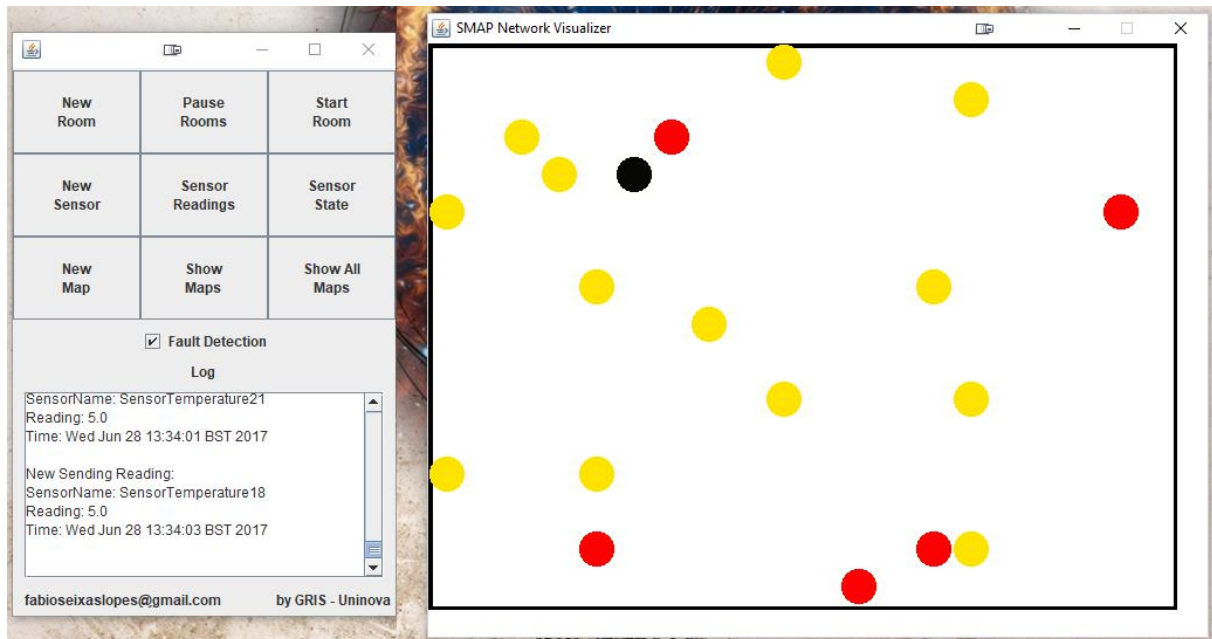 SMAP Network Visualizer
New
Room
Pause
Rooms
Start
Room
New
Sensor
Sensor
Readings
Sensor
State
New
Map
Show
Maps
Show All
Maps
Fault Detection
Log
SensorName: SensorTemperature21
Reading: 5.0
Time: Wed Jun 28 13:34:01 BST 2017
New Sending Reading:
SensorName: SensorTemperature18
Reading: 5.0
Time: Wed Jun 28 13:34:03 BST 2017
fabioseixaslopes@gmail.com by GRIS - Uninova